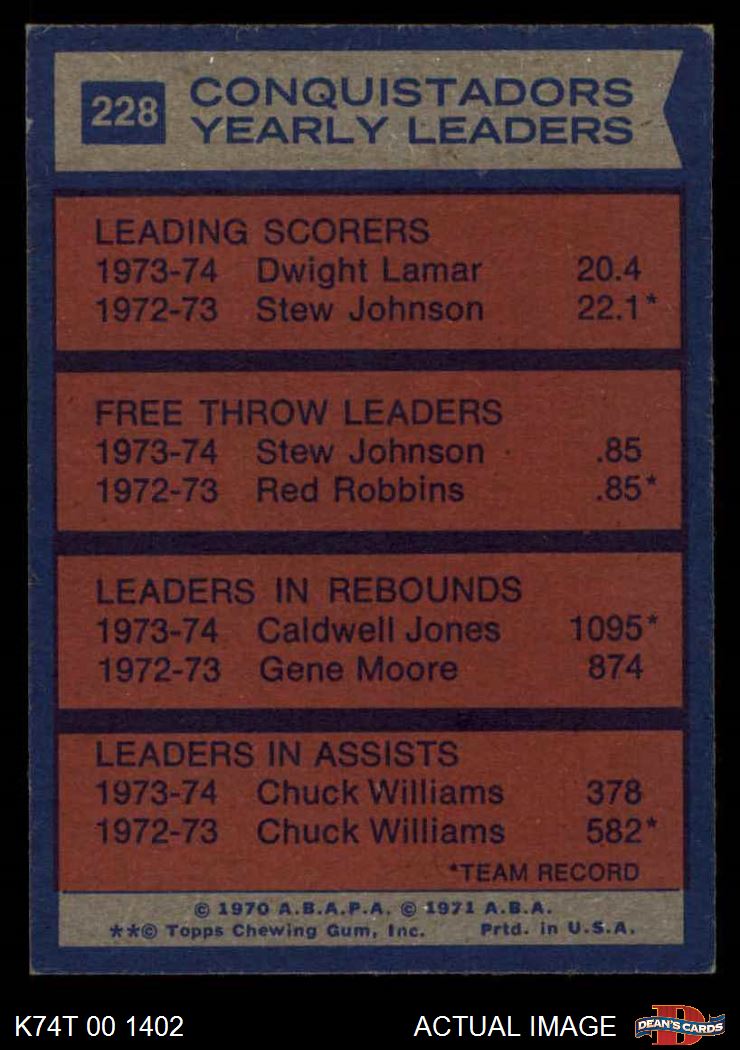 228
CONQUISTADORS
YEARLY LEADERS
LEADING SCORERS
1973-74 Dwight Lamar 20.4
1972-73 Stew Johnson 22.1*
FREE THROW LEADERS
1973-74 Stew Johnson .85
1972-73 Red Robbins .85*
LEADERS IN REBOUNDS
1973-74 Caldwell Jones 1095*
1972-73 Gene Moore 874
LEADERS IN ASSISTS
1973-74 Chuck Williams 378
1972-73 Chuck Williams 582*
*TEAM RECORD
© 1970 A.B.A.P.A. © 1971 A.B.A.
**© Topps Chewing Gum, Inc. Prtd. in U.S.A.
K74T 00 1402 ACTUAL IMAGE D DEAN'S CARDS